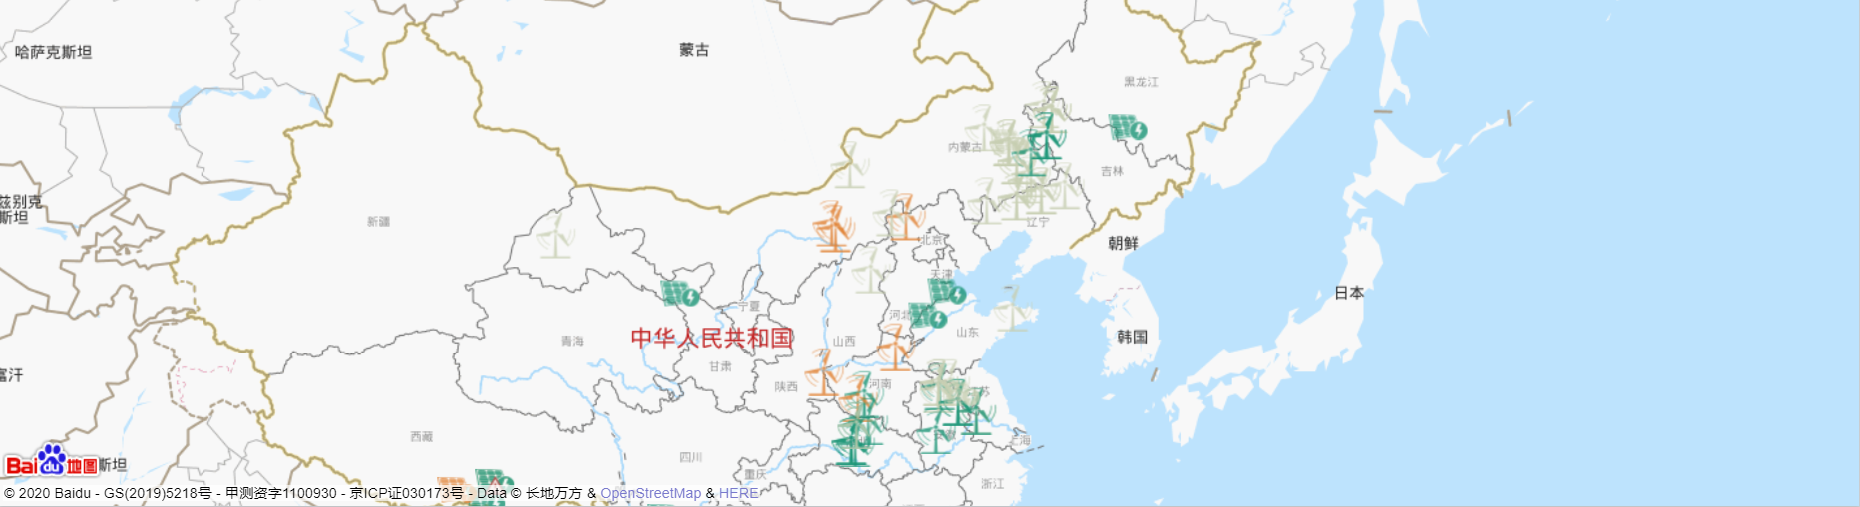 黑龙江
蒙古
哈萨克斯坦
内蒙古
吉林
兹别克
斯坦
新疆
辽宁
北京
朝鲜
天津
日本
宁夏
河北
山东
中华人民共和国
韩国
青海
山西
甘肃
富汗
陕西
河南
苏
西藏
上海
四川
Bai du 地图
斯坦
重庆
浙江
© 2020 Baidu - GS(2019)5218号 - 甲测资字1100930 - 京ICP证030173号 - Data © 长地万方 & OpenStreetMap & HERE